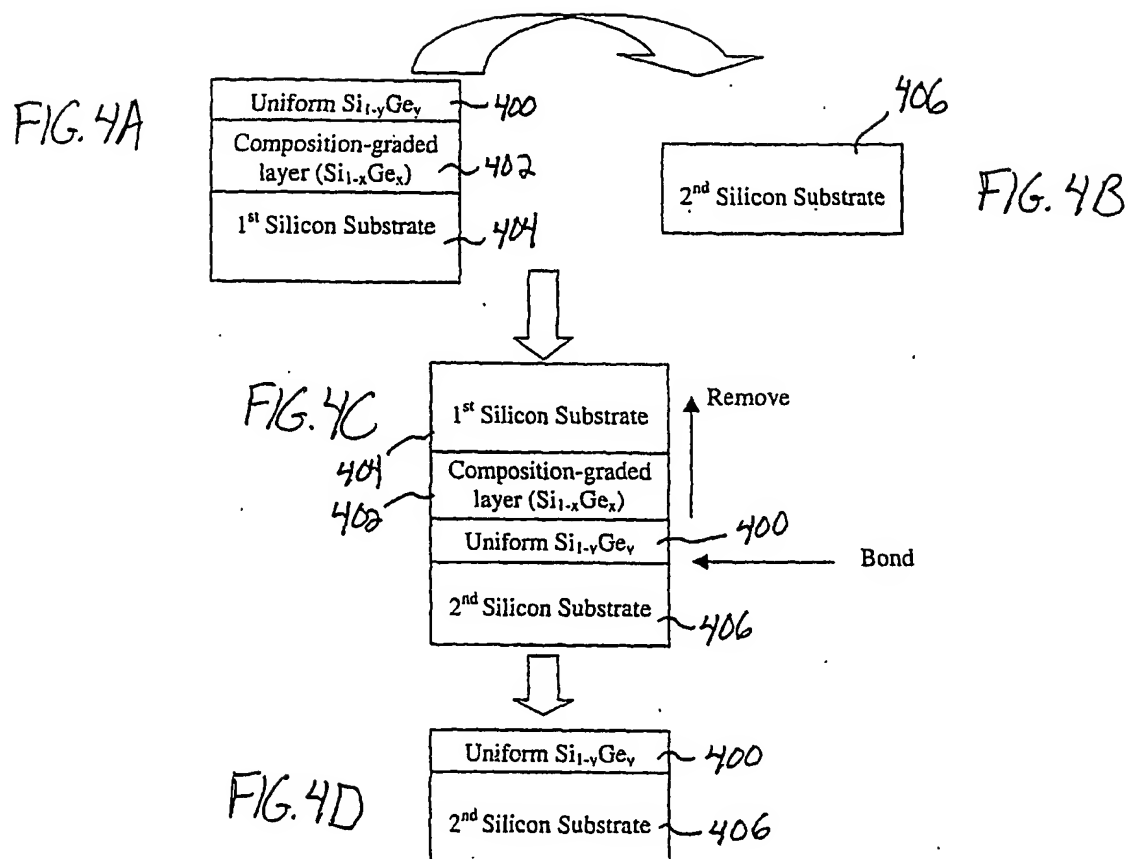 FIG. 4A
Uniform Si₁₋yGey
400
Composition-graded
layer (Si₁₋ₓGeₓ)
402
1ˢᵗ Silicon Substrate
404
406
2ⁿᵈ Silicon Substrate
FIG. 4B
FIG. 4C
1ˢᵗ Silicon Substrate
404
Remove
Composition-graded
layer (Si₁₋ₓGeₓ)
402
Uniform Si₁₋yGey
400
Bond
2ⁿᵈ Silicon Substrate
406
FIG. 4D
Uniform Si₁₋yGey
400
2ⁿᵈ Silicon Substrate
406